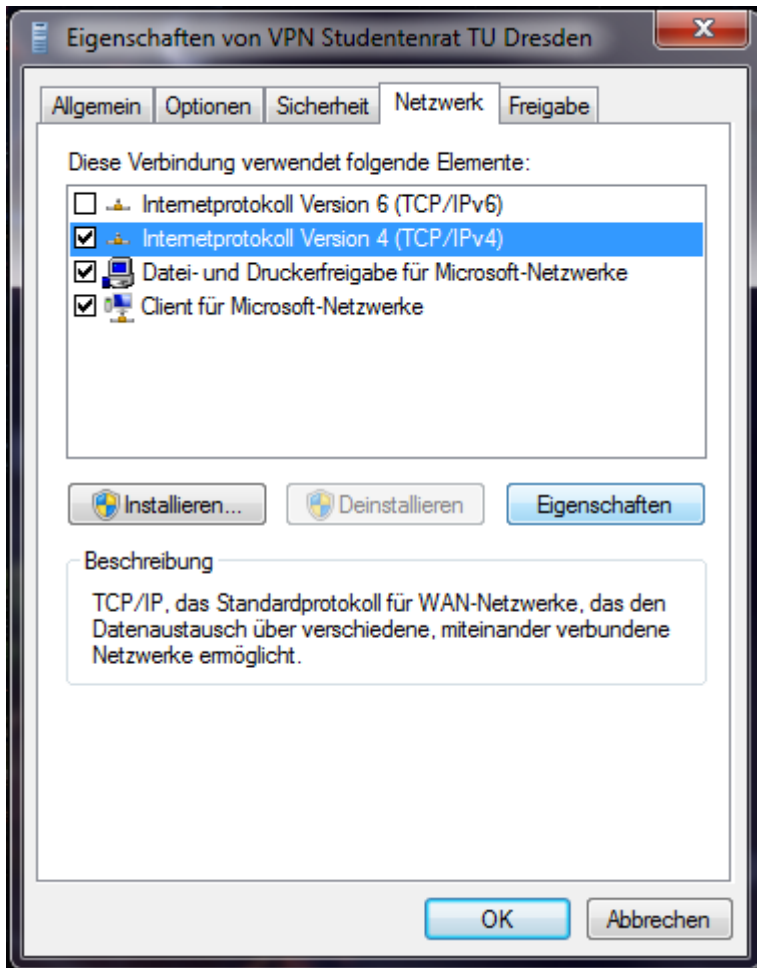 Eigenschaften von VPN Studentenrat TU Dresden
Allgemein Optionen Sicherheit Netzwerk Freigabe
Diese Verbindung verwendet folgende Elemente:
Internetprotokoll Version 6 (TCP/IPv6)
Internetprotokoll Version 4 (TCP/IPv4)
Datei- und Druckerfreigabe für Microsoft-Netzwerke
Client für Microsoft-Netzwerke
Installieren... Deinstallieren Eigenschaften
Beschreibung
TCP/IP, das Standardprotokoll für WAN-Netzwerke, das den
Datenaustausch über verschiedene, miteinander verbundene
Netzwerke ermöglicht.
OK Abbrechen